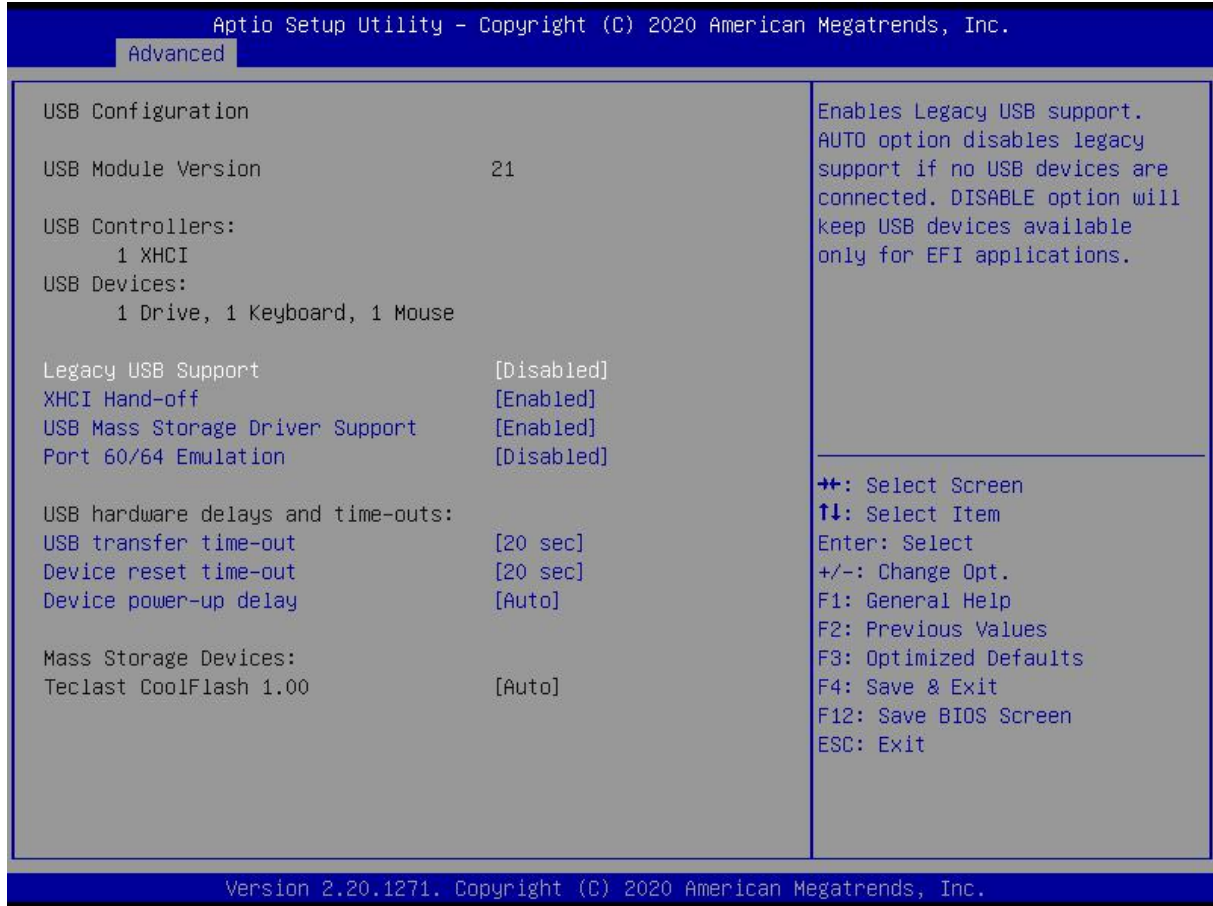 Aptio Setup Utility – Copyright (C) 2020 American Megatrends, Inc.
Advanced
USB Configuration
USB Module Version 21
USB Controllers:
1 XHCI
USB Devices:
1 Drive, 1 Keyboard, 1 Mouse
Legacy USB Support [Disabled]
XHCI Hand-off [Enabled]
USB Mass Storage Driver Support [Enabled]
Port 60/64 Emulation [Disabled]
USB hardware delays and time-outs:
USB transfer time-out [20 sec]
Device reset time-out [20 sec]
Device power-up delay [Auto]
Mass Storage Devices:
Teclast CoolFlash 1.00 [Auto]
Enables Legacy USB support.
AUTO option disables legacy
support if no USB devices are
connected. DISABLE option will
keep USB devices available
only for EFI applications.
→←: Select Screen
↑↓: Select Item
Enter: Select
+/-: Change Opt.
F1: General Help
F2: Previous Values
F3: Optimized Defaults
F4: Save & Exit
F12: Save BIOS Screen
ESC: Exit
Version 2.20.1271. Copyright (C) 2020 American Megatrends, Inc.